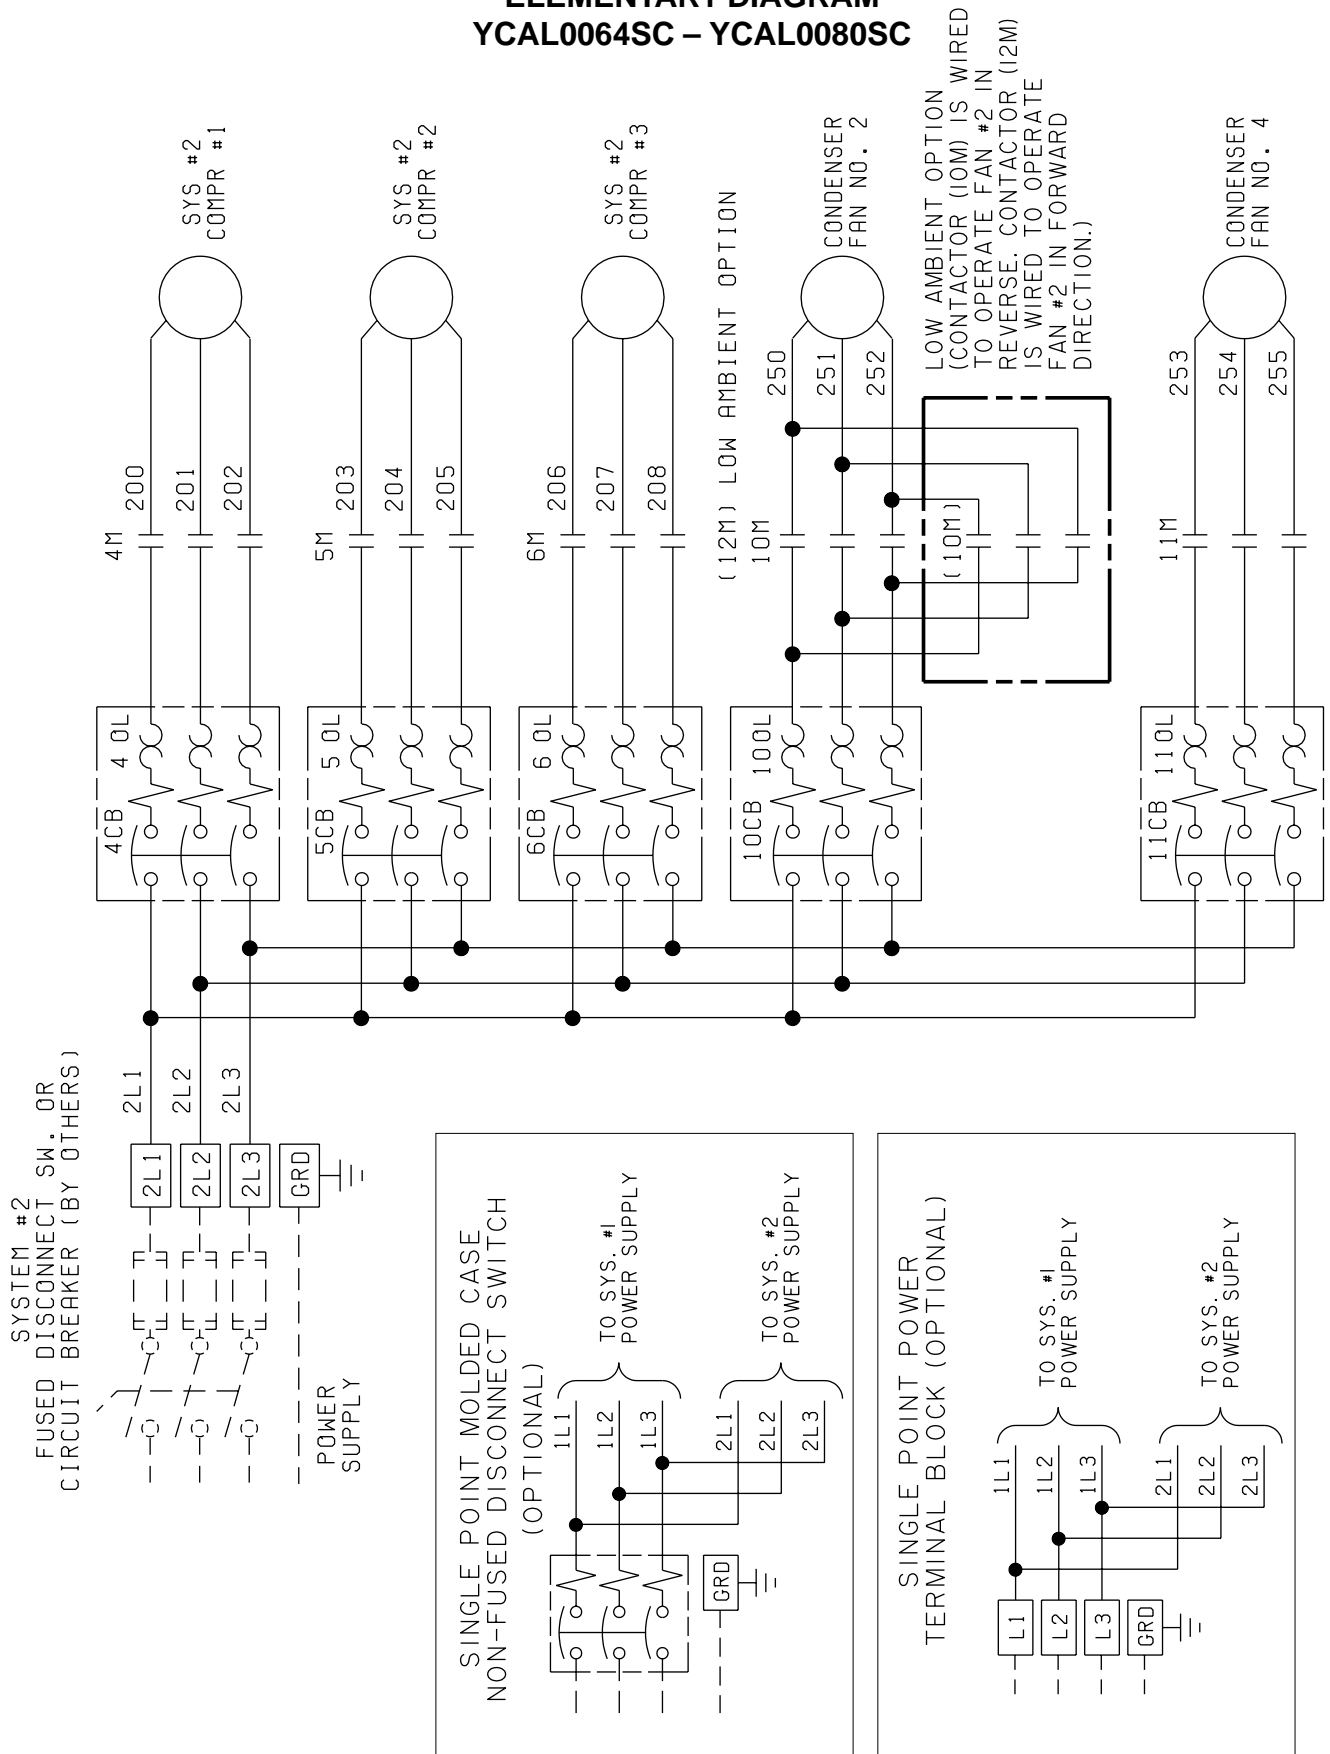 ELEMENTARY DIAGRAM
YCAL0064SC – YCAL0080SC
SYSTEM #2
FUSED DISCONNECT SW. OR
CIRCUIT BREAKER (BY OTHERS)
POWER
SUPPLY
2L1
2L2
2L3
GRD
2L1
2L2
2L3
4CB
4 OL
4M
200
201
202
SYS #2
COMPR #1
5CB
5 OL
5M
203
204
205
SYS #2
COMPR #2
6CB
6 OL
6M
206
207
208
SYS #2
COMPR #3
10CB
10OL
(12M) LOW AMBIENT OPTION
10M
250
251
252
CONDENSER
FAN NO. 2
(10M)
LOW AMBIENT OPTION
(CONTACTOR (10M) IS WIRED
TO OPERATE FAN #2 IN
REVERSE. CONTACTOR (12M)
IS WIRED TO OPERATE
FAN #2 IN FORWARD
DIRECTION.)
11CB
11OL
11M
253
254
255
CONDENSER
FAN NO. 4
SINGLE POINT MOLDED CASE
NON-FUSED DISCONNECT SWITCH
(OPTIONAL)
GRD
1L1
1L2
1L3
TO SYS. #1
POWER SUPPLY
2L1
2L2
2L3
TO SYS. #2
POWER SUPPLY
SINGLE POINT POWER
TERMINAL BLOCK (OPTIONAL)
L1
L2
L3
GRD
1L1
1L2
1L3
TO SYS. #1
POWER SUPPLY
2L1
2L2
2L3
TO SYS. #2
POWER SUPPLY